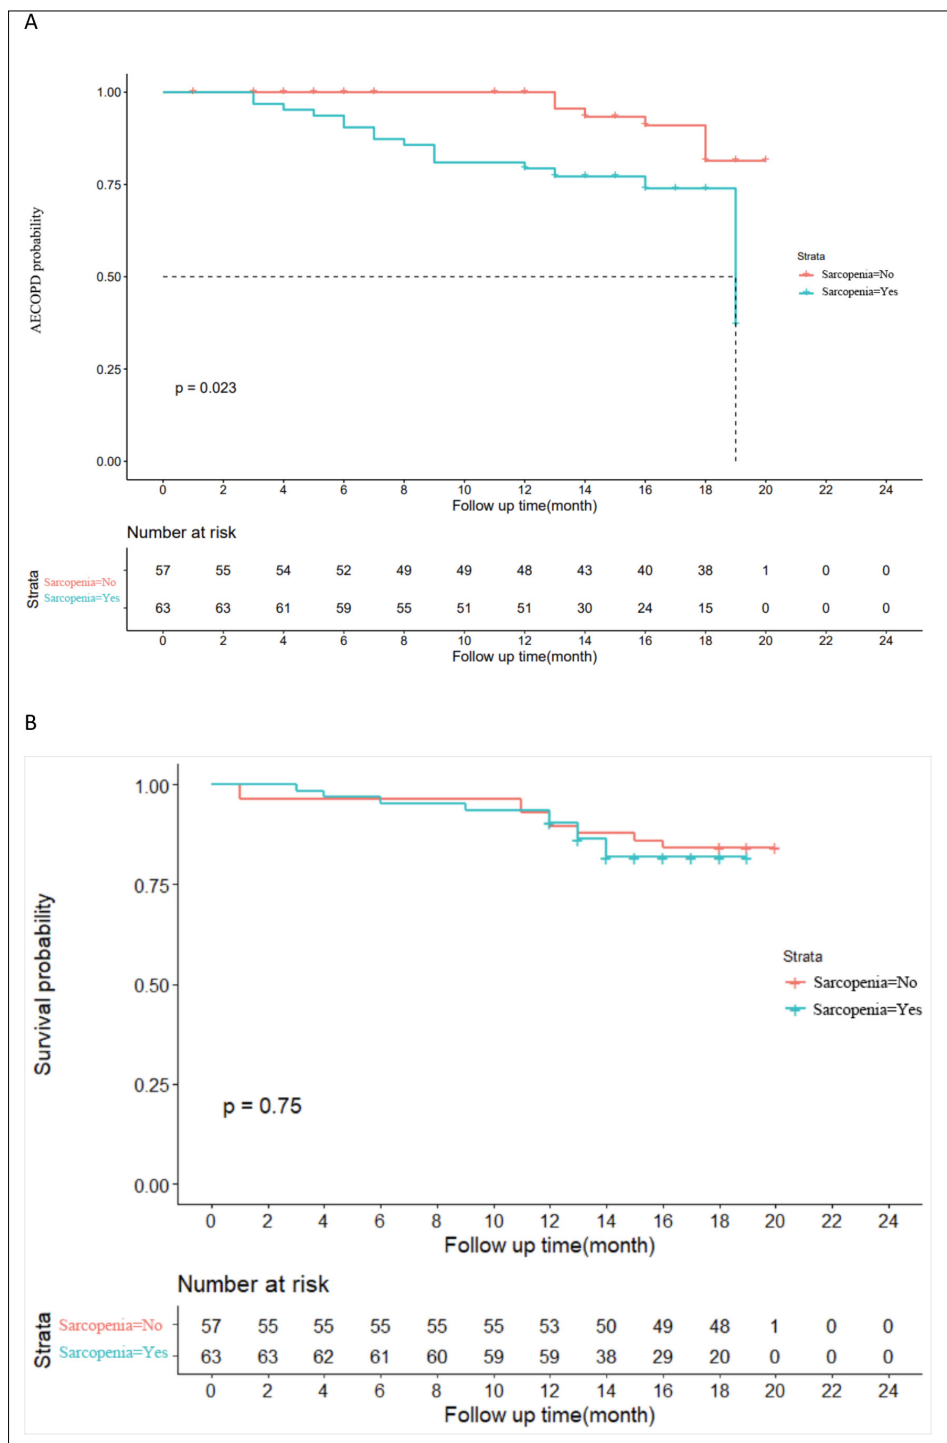 A
1.00
0.75
0.50
0.25
0.00
AECOPD probability
p = 0.023
Strata
Sarcopenia=No
Sarcopenia=Yes
0 2 4 6 8 10 12 14 16 18 20 22 24
Follow up time(month)
Number at risk
Strata
Sarcopenia=No 57 55 54 52 49 49 48 43 40 38 1 0 0
Sarcopenia=Yes 63 63 61 59 55 51 51 30 24 15 0 0 0
0 2 4 6 8 10 12 14 16 18 20 22 24
Follow up time(month)
B
1.00
0.75
0.50
0.25
0.00
Survival probability
p = 0.75
Strata
Sarcopenia=No
Sarcopenia=Yes
0 2 4 6 8 10 12 14 16 18 20 22 24
Follow up time(month)
Number at risk
Strata
Sarcopenia=No 57 55 55 55 55 55 53 50 49 48 1 0 0
Sarcopenia=Yes 63 63 62 61 60 59 59 38 29 20 0 0 0
0 2 4 6 8 10 12 14 16 18 20 22 24
Follow up time(month)